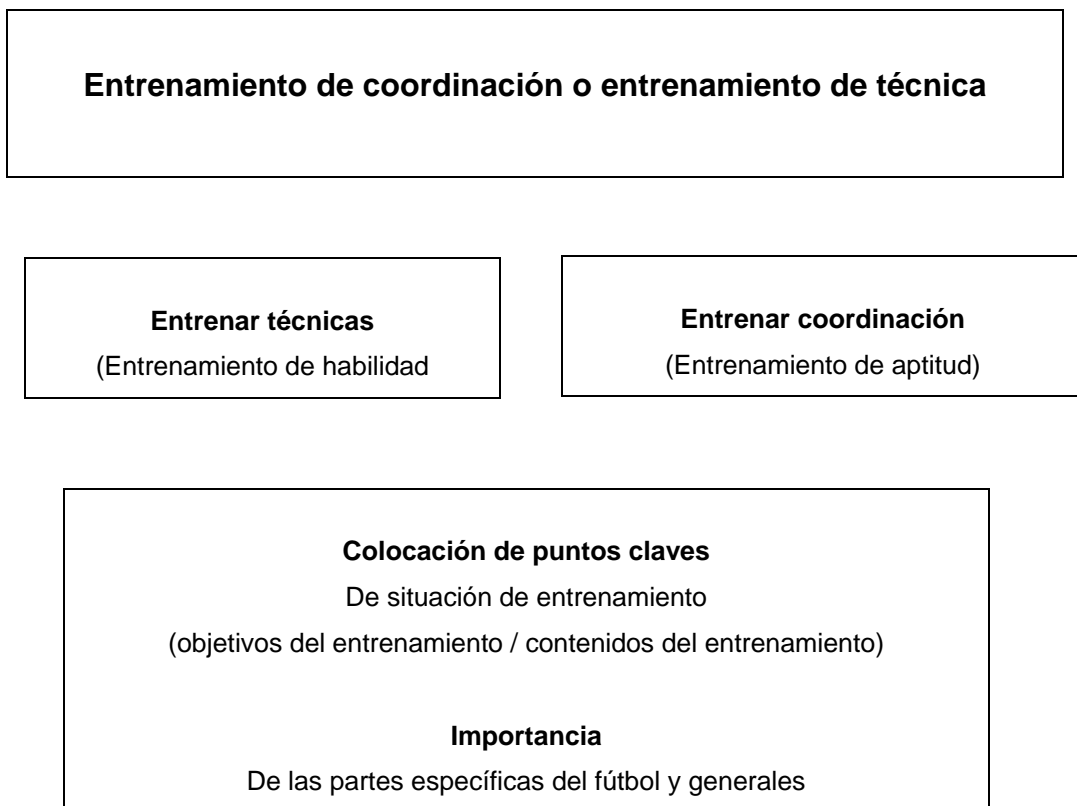 Entrenamiento de coordinación o entrenamiento de técnica
Entrenar técnicas
(Entrenamiento de habilidad
Entrenar coordinación
(Entrenamiento de aptitud)
Colocación de puntos claves
De situación de entrenamiento
(objetivos del entrenamiento / contenidos del entrenamiento)
Importancia
De las partes específicas del fútbol y generales